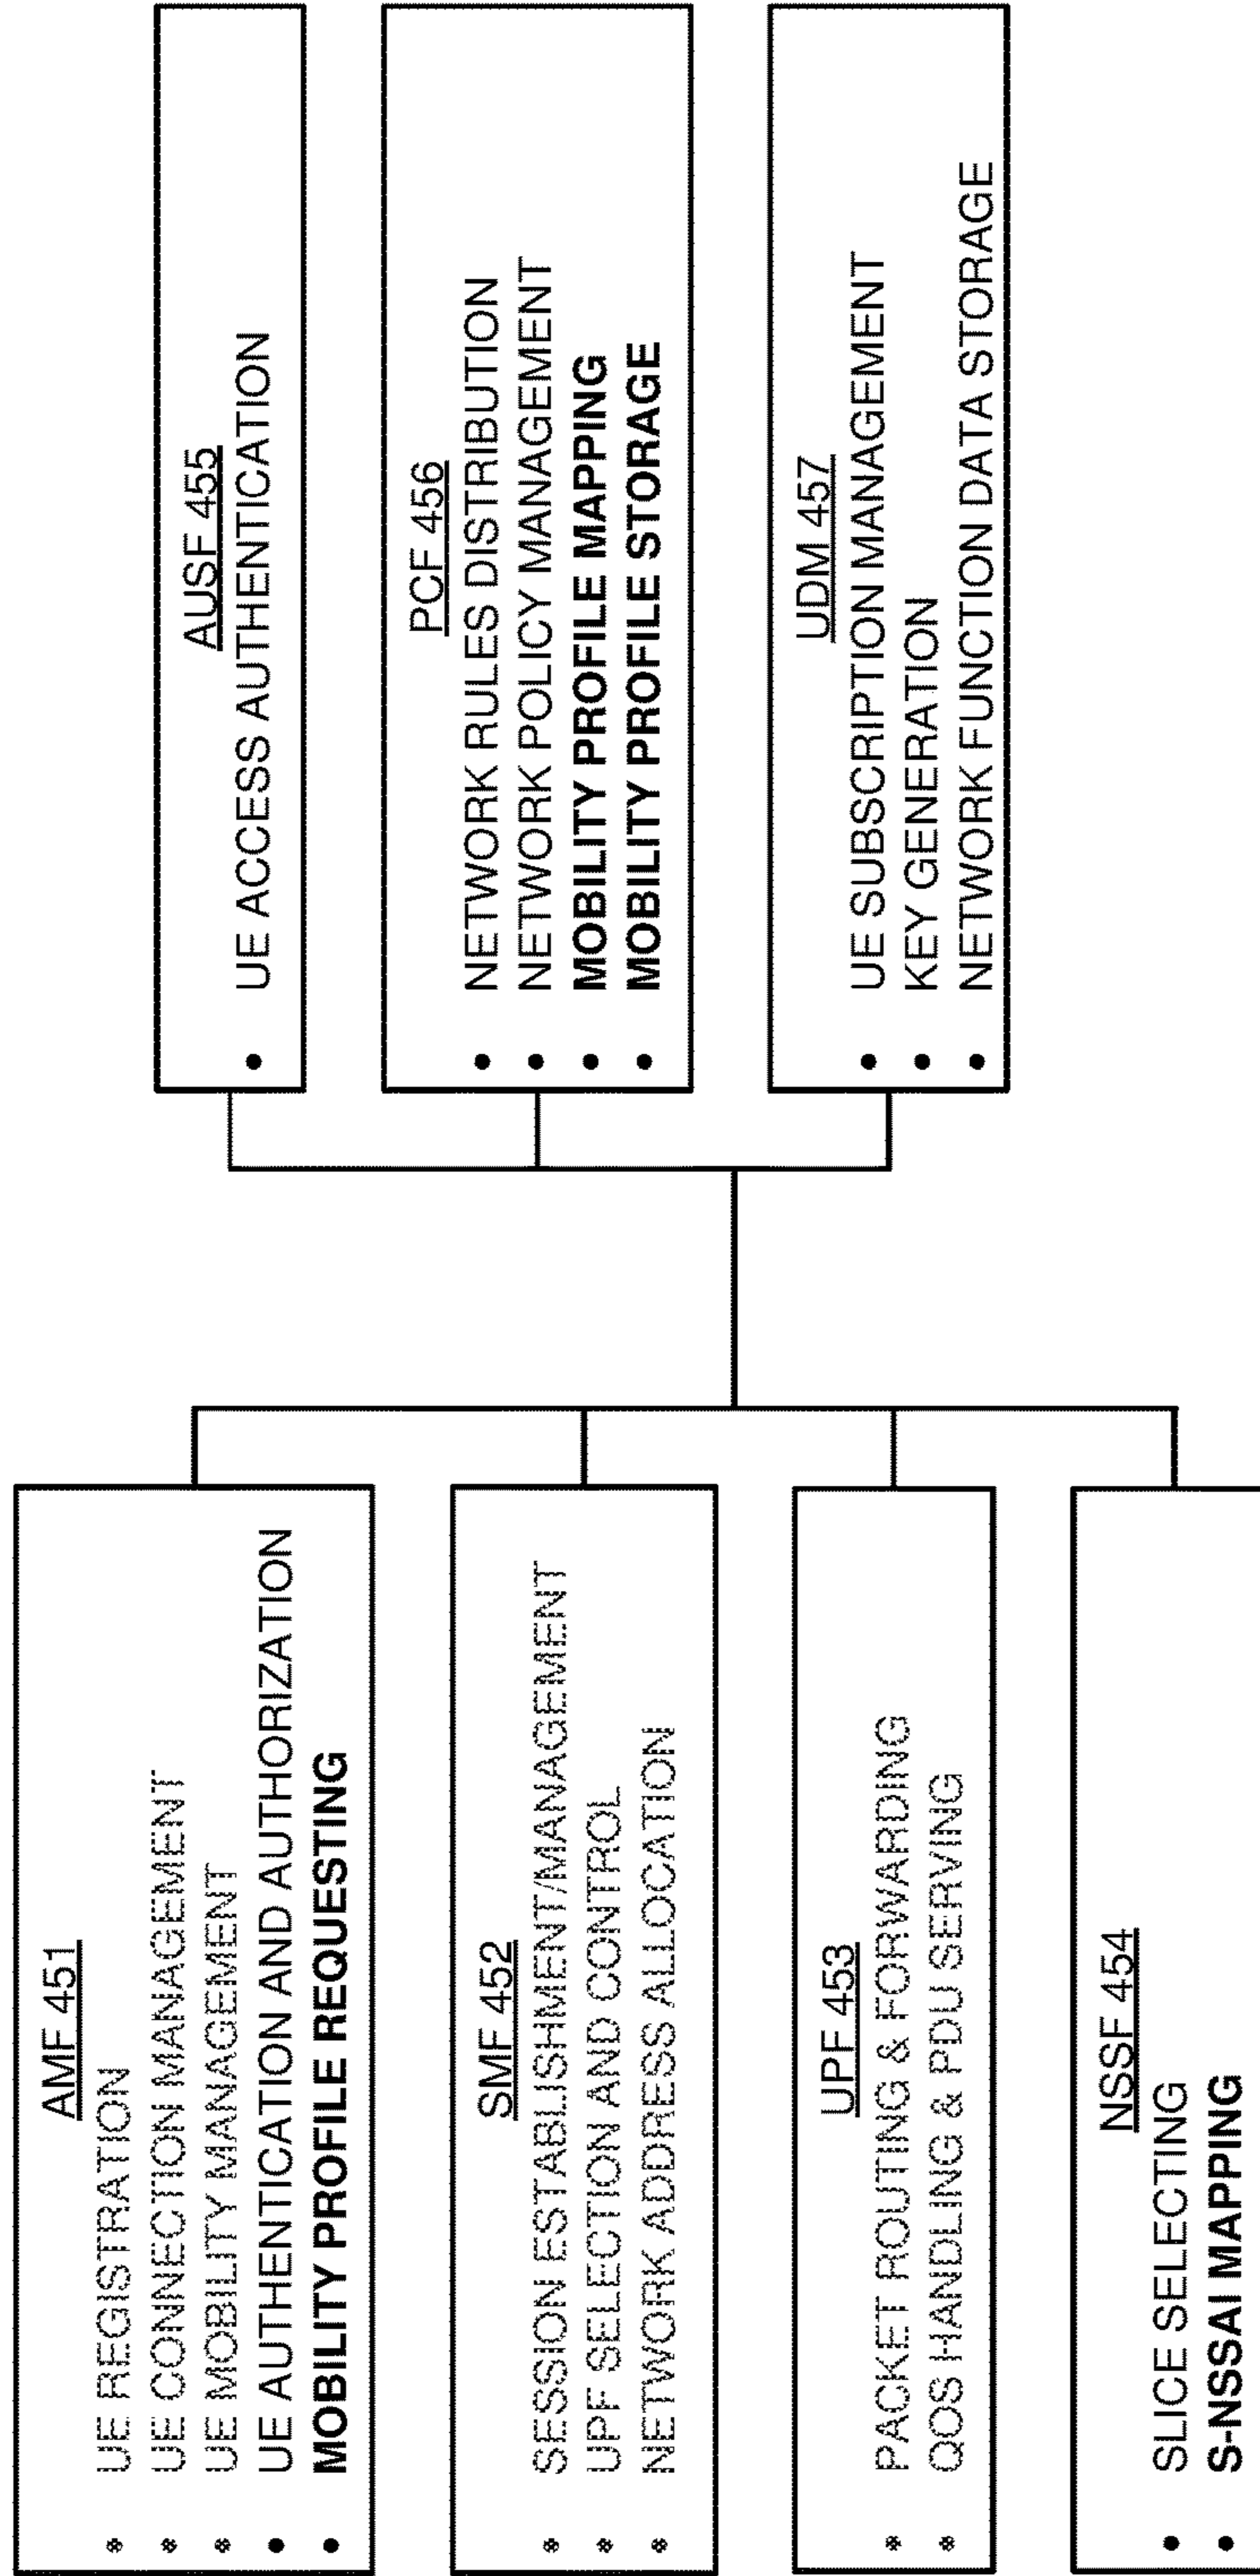 AMF 451
UE REGISTRATION
UE CONNECTION MANAGEMENT
UE MOBILITY MANAGEMENT
UE AUTHENTICATION AND AUTHORIZATION
MOBILITY PROFILE REQUESTING
SMF 452
SESSION ESTABLISHMENT/MANAGEMENT
UPF SELECTION AND CONTROL
NETWORK ADDRESS ALLOCATION
UPF 453
PACKET ROUTING & FORWARDING
QOS HANDLING & PDU SERVING
NSSF 454
SLICE SELECTING
S-NSSAI MAPPING
AUSF 455
UE ACCESS AUTHENTICATION
PCF 456
NETWORK RULES DISTRIBUTION
NETWORK POLICY MANAGEMENT
MOBILITY PROFILE MAPPING
MOBILITY PROFILE STORAGE
UDM 457
UE SUBSCRIPTION MANAGEMENT
KEY GENERATION
NETWORK FUNCTION DATA STORAGE